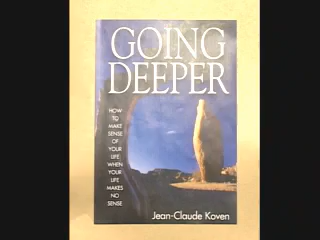 GOING
DEEPER
HOW
TO
MAKE
SENSE
OF
YOUR
LIFE
WHEN
YOUR
LIFE
MAKES
NO
SENSE
Jean-Claude Koven